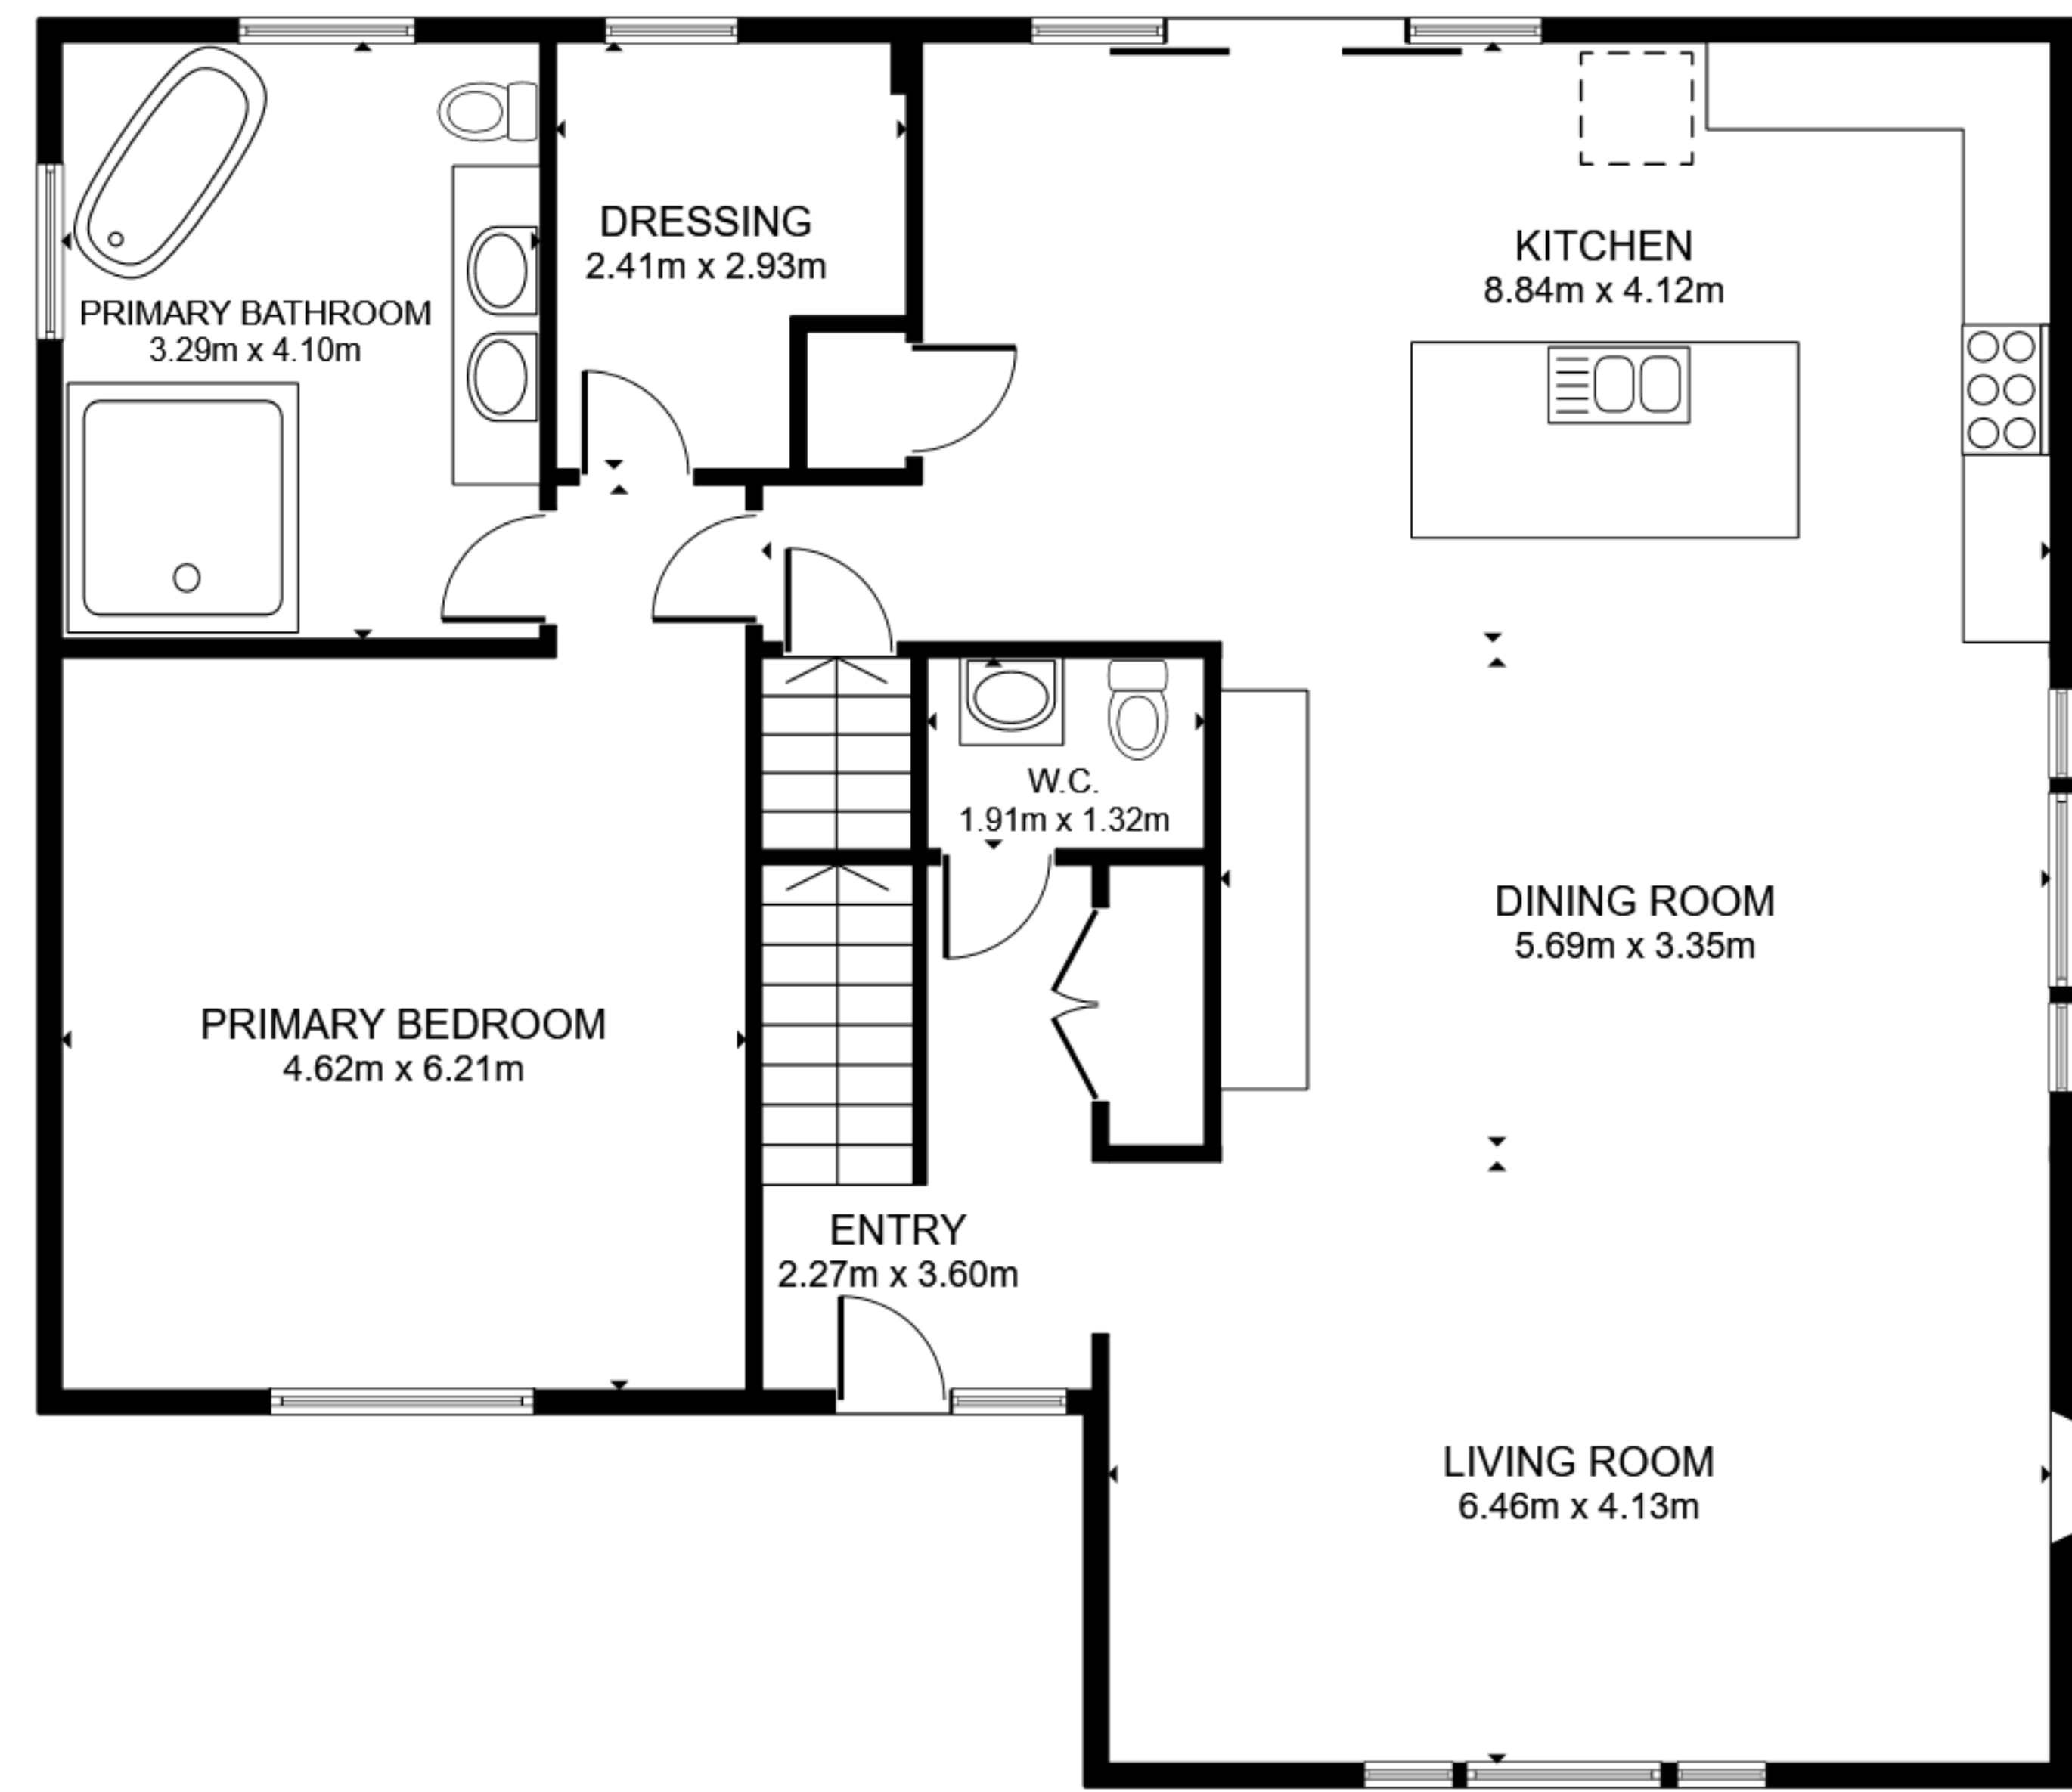 DRESSING
2.41m x 2.93m
KITCHEN
8.84m x 4.12m
PRIMARY BATHROOM
3.29m x 4.10m
W.C.
1.91m x 1.32m
DINING ROOM
5.69m x 3.35m
PRIMARY BEDROOM
4.62m x 6.21m
ENTRY
2.27m x 3.60m
LIVING ROOM
6.46m x 4.13m